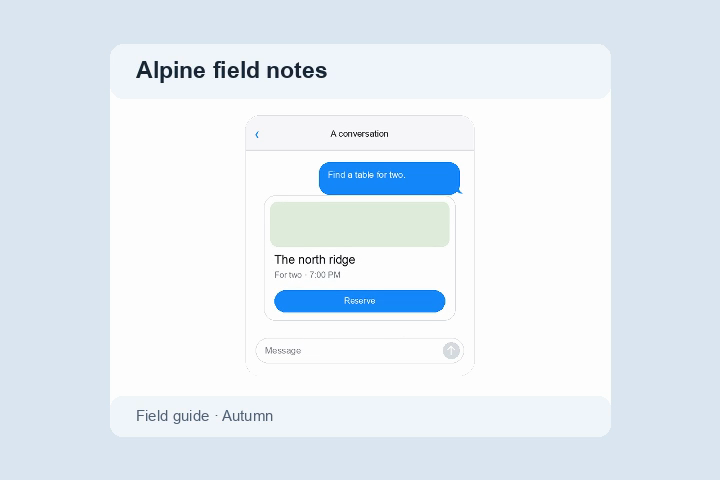 Alpine field notes
A conversation
Find a table for two.
The north ridge
For two · 7:00 PM
Reserve
Message
Field guide · Autumn